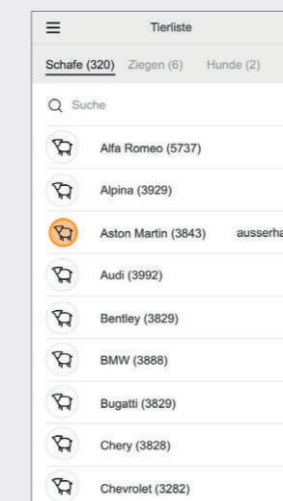 Tierliste
Schafe (320) Ziegen (6) Hunde (2)
Suche
Alfa Romeo (5737)
Alpina (3929)
Aston Martin (3843)
Audi (3992)
Bentley (3829)
BMW (3888)
Bugatti (3829)
Chery (3828)
Chevrolet (3282)